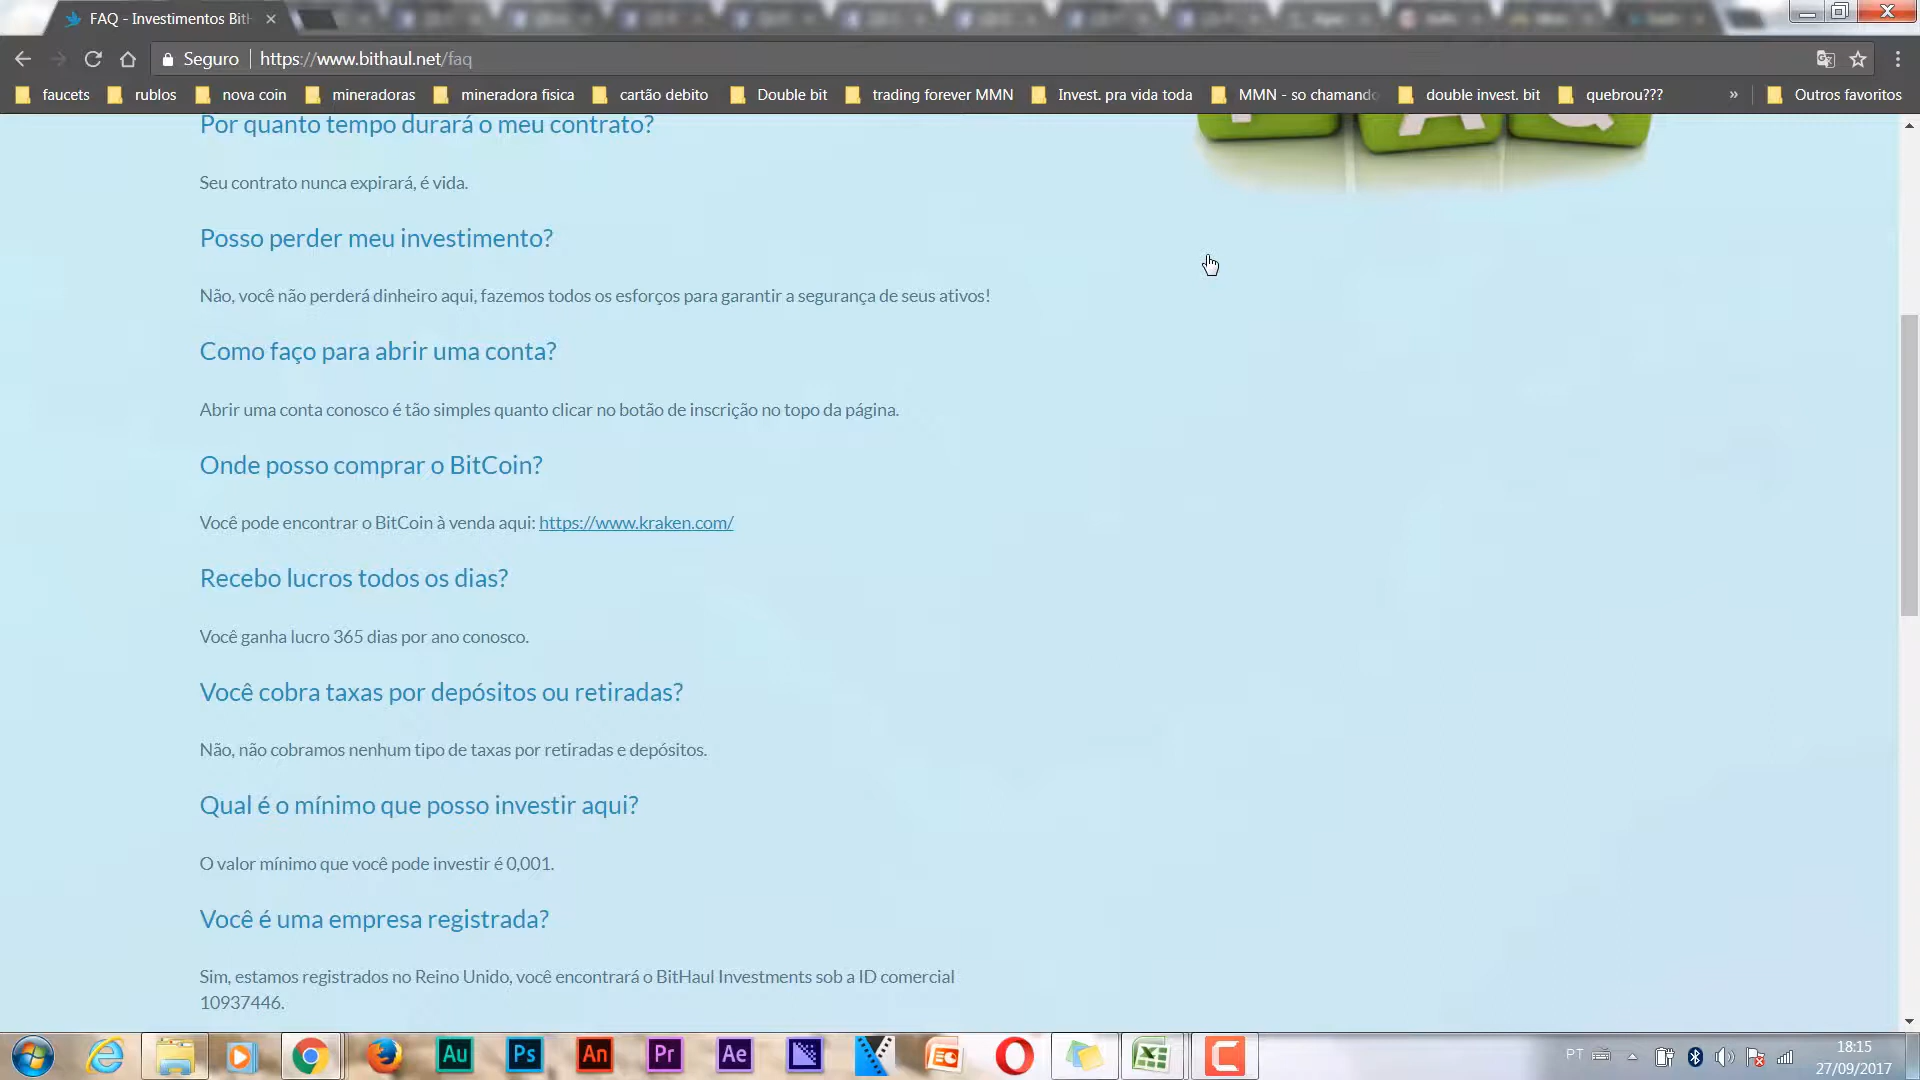 FAQ - Investimentos Bit
Seguro https://www.bithaul.net/faq
faucets rublos nova coin mineradoras mineradora fisica cartão debito Double bit trading forever MMN Invest. pra vida toda MMN - so chamando double invest. bit quebrou??? » Outros favoritos
Por quanto tempo durará o meu contrato?
Seu contrato nunca expirará, é vida.
Posso perder meu investimento?
Não, você não perderá dinheiro aqui, fazemos todos os esforços para garantir a segurança de seus ativos!
Como faço para abrir uma conta?
Abrir uma conta conosco é tão simples quanto clicar no botão de inscrição no topo da página.
Onde posso comprar o BitCoin?
Você pode encontrar o BitCoin à venda aqui: https://www.kraken.com/
Recebo lucros todos os dias?
Você ganha lucro 365 dias por ano conosco.
Você cobra taxas por depósitos ou retiradas?
Não, não cobramos nenhum tipo de taxas por retiradas e depósitos.
Qual é o mínimo que posso investir aqui?
O valor mínimo que você pode investir é 0,001.
Você é uma empresa registrada?
Sim, estamos registrados no Reino Unido, você encontrará o BitHaul Investments sob a ID comercial
10937446.
Au Ps An Pr Ae PT 18:15
27/09/2017